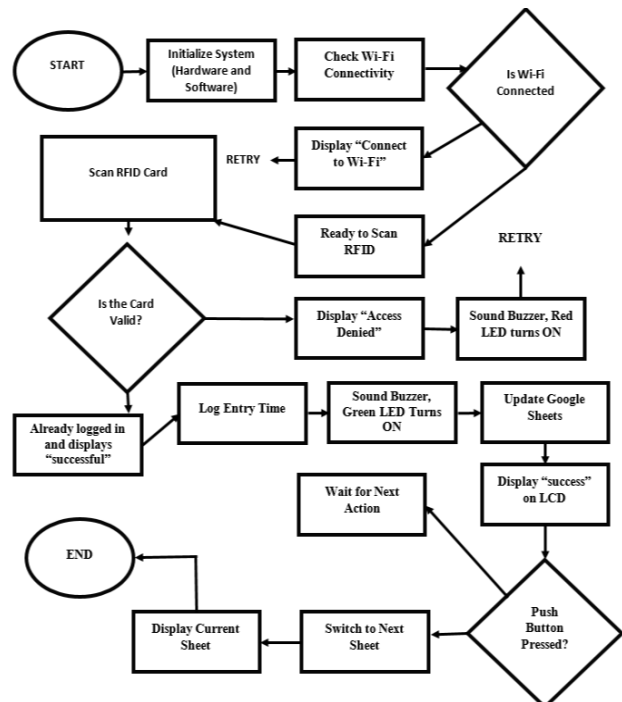 START
Initialize System
(Hardware and
Software)
Check Wi-Fi
Connectivity
Is Wi-Fi
Connected
Display “Connect
to Wi-Fi”
RETRY
Scan RFID Card
Ready to Scan
RFID
RETRY
Is the Card
Valid?
Display “Access
Denied”
Sound Buzzer, Red
LED turns ON
Already logged in
and displays
“successful”
Log Entry Time
Sound Buzzer,
Green LED Turns
ON
Update Google
Sheets
Display “success”
on LCD
Wait for Next
Action
Push
Button
Pressed?
Switch to Next
Sheet
Display Current
Sheet
END